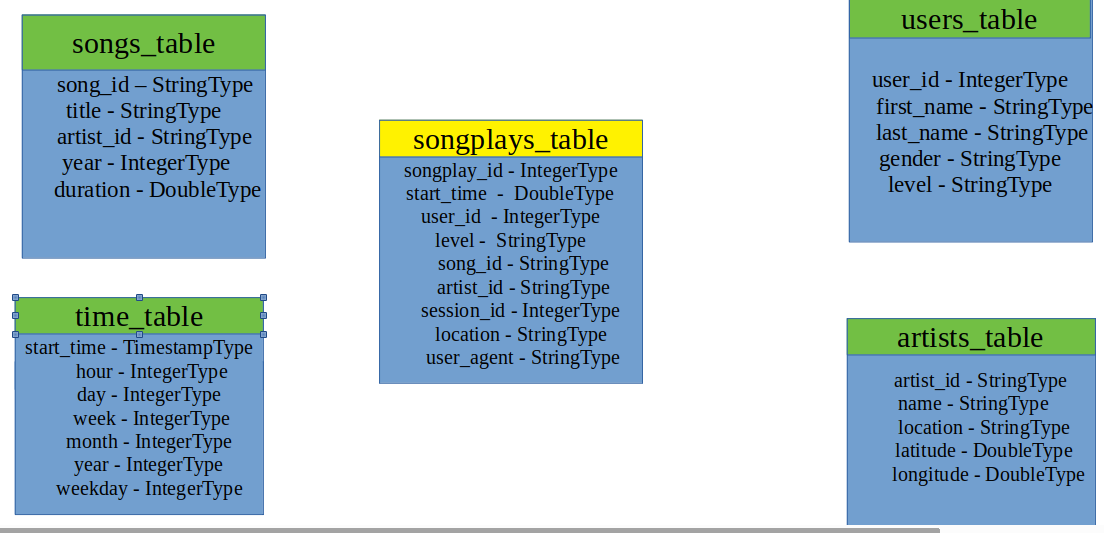 songs_table
song_id – StringType
title - StringType
artist_id - StringType
year - IntegerType
duration - DoubleType
time_table
start_time - TimestampType
hour - IntegerType
day - IntegerType
week - IntegerType
month - IntegerType
year - IntegerType
weekday - IntegerType
songplays_table
songplay_id - IntegerType
start_time - DoubleType
user_id - IntegerType
level - StringType
song_id - StringType
artist_id - StringType
session_id - IntegerType
location - StringType
user_agent - StringType
users_table
user_id - IntegerType
first_name - StringType
last_name - StringType
gender - StringType
level - StringType
artists_table
artist_id - StringType
name - StringType
location - StringType
latitude - DoubleType
longitude - DoubleType